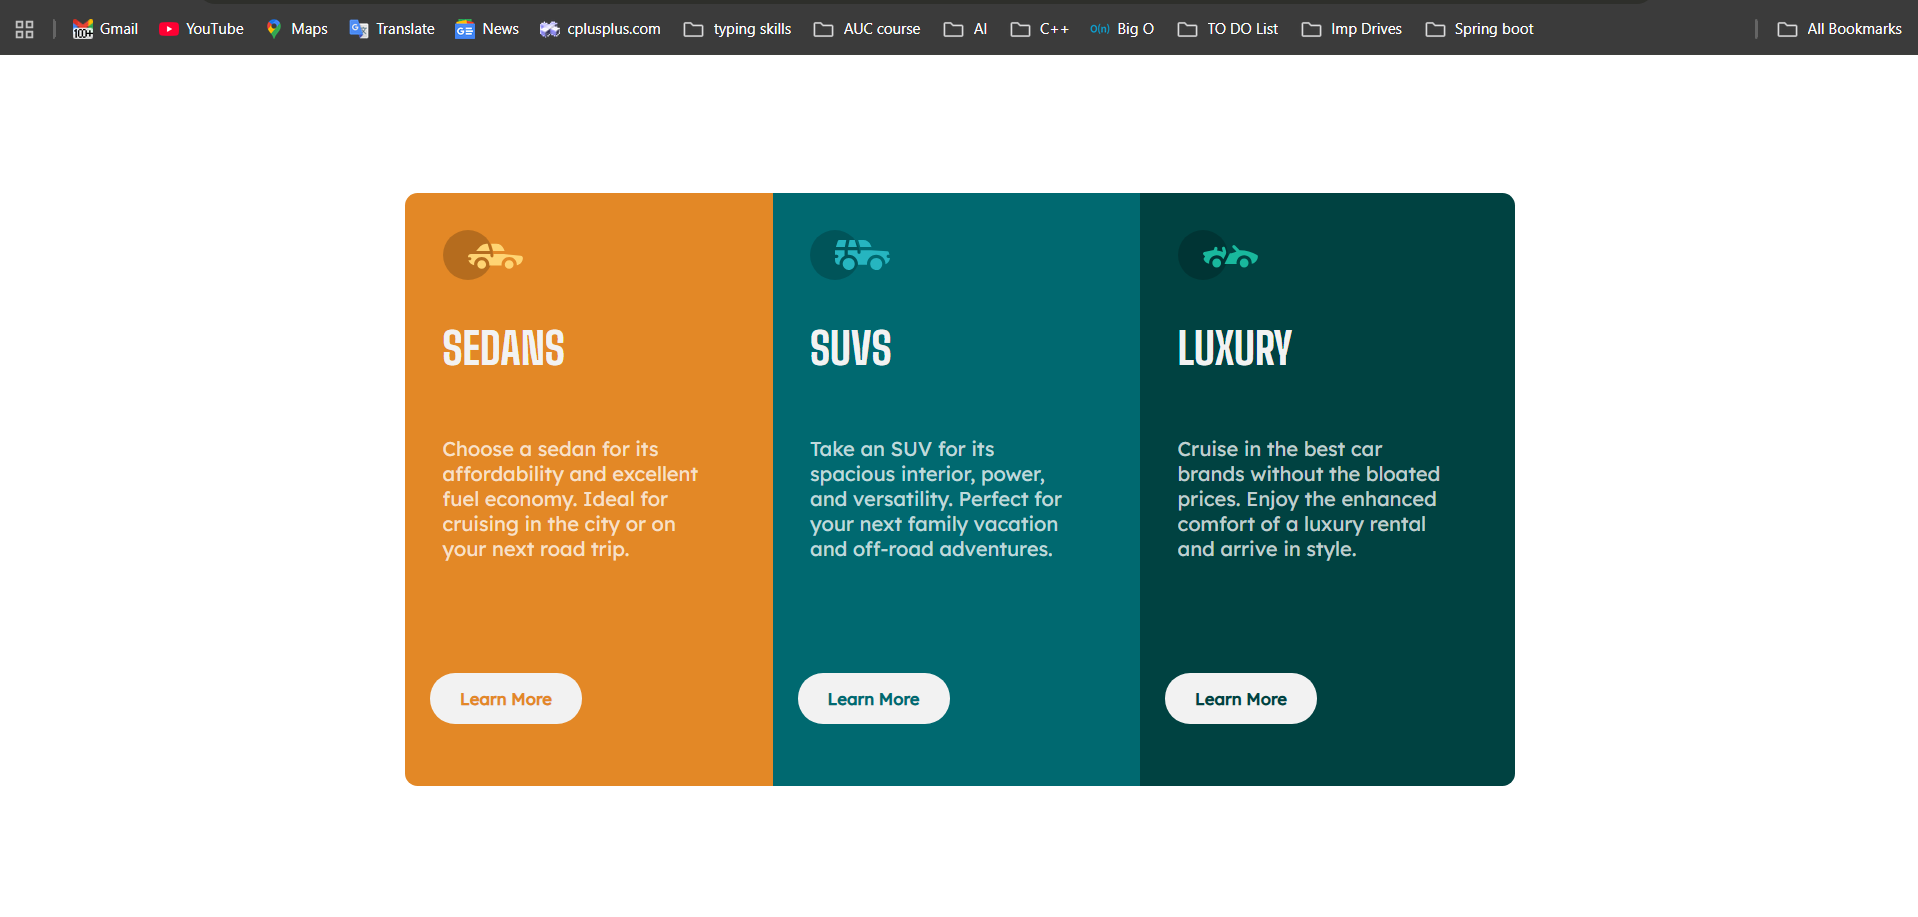 Gmail YouTube Maps Translate News cplusplus.com typing skills AUC course AI C++ O(n) Big O TO DO List Imp Drives Spring boot All Bookmarks
100+
SEDANS
Choose a sedan for its
affordability and excellent
fuel economy. Ideal for
cruising in the city or on
your next road trip.
Learn More
SUVS
Take an SUV for its
spacious interior, power,
and versatility. Perfect for
your next family vacation
and off-road adventures.
Learn More
LUXURY
Cruise in the best car
brands without the bloated
prices. Enjoy the enhanced
comfort of a luxury rental
and arrive in style.
Learn More